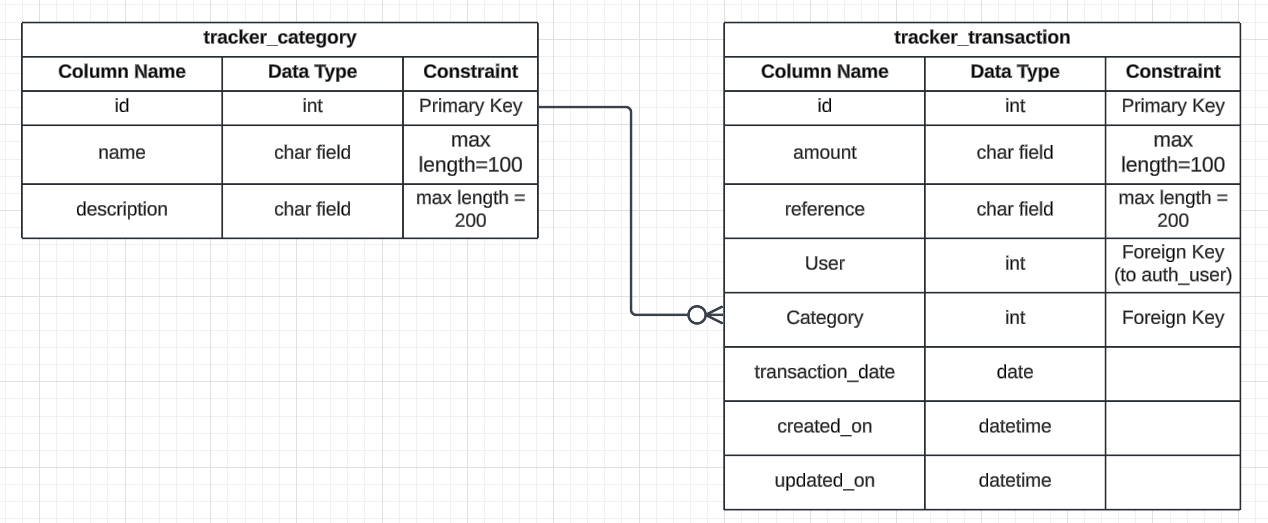 tracker_category
Column Name Data Type Constraint
id int Primary Key
name char field max
length=100
description char field max length =
200
tracker_transaction
Column Name Data Type Constraint
id int Primary Key
amount char field max
length=100
reference char field max length =
200
User int Foreign Key
(to auth_user)
Category int Foreign Key
transaction_date date
created_on datetime
updated_on datetime